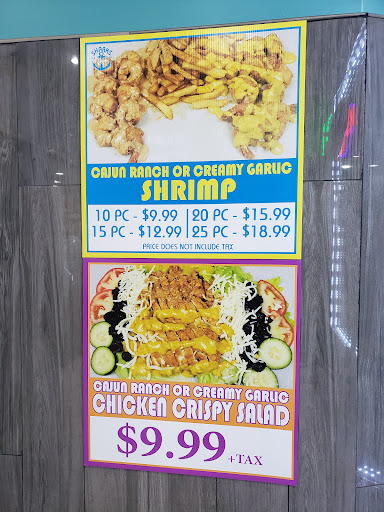 SHARKS
CAJUN RANCH OR CREAMY GARLIC
SHRIMP
10 PC - $9.99 | 20 PC - $15.99
15 PC - $12.99 | 25 PC - $18.99
PRICE DOES NOT INCLUDE TAX
CAJUN RANCH OR CREAMY GARLIC
CHICKEN CRISPY SALAD
$9.99 +TAX